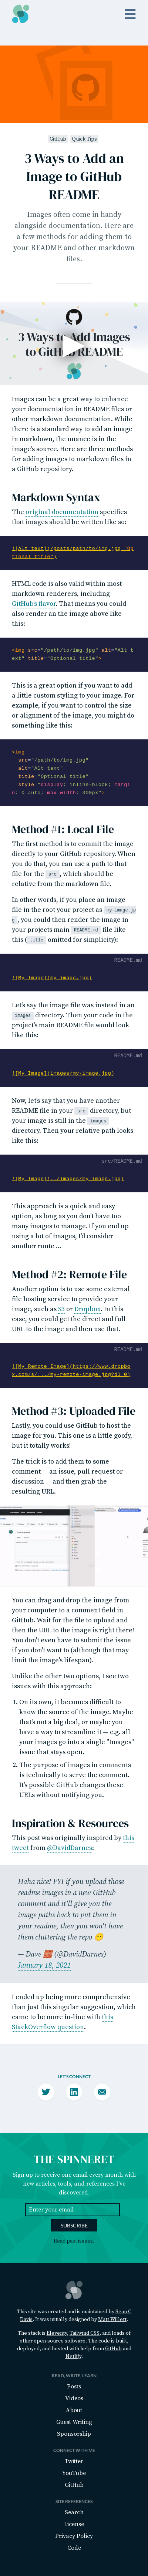 GitHub Quick Tips
3 Ways to Add an
Image to GitHub
README
Images often come in handy
alongside documentation. Here are
a few methods for adding them to
your README and other markdown
files.
3 Ways to Add Images
to GitHub README
Images can be a great way to enhance
your documentation in README files or
other markdown documentation. While
there is a standard way to add an image
in markdown, the nuance is in the
image's source. Here are three methods
for adding images to markdown files in
a GitHub repository.
Markdown Syntax
The original documentation specifies
that images should be written like so:
![Alt text](/posts/path/to/img.jpg "Op
tional title")
HTML code is also valid within most
markdown renderers, including
GitHub's flavor. That means you could
also render an the image above like
this:
<img src="/path/to/img.jpg" alt="Alt t
ext" title="Optional title">
This is a great option if you want to add
a little custom styling to your image. For
example, if you wanted to control the size
or alignment of the image, you might do
something like this:
<img
src="/path/to/img.jpg"
alt="Alt text"
title="Optional title"
style="display: inline-block; margi
n: 0 auto; max-width: 300px">
Method #1: Local File
The first method is to commit the image
directly to your GitHub repository. When
you do that, you can use a path to the
file for the src, which should be
relative from the markdown file.
In other words, if you place an image
file in the root your project as my-image.jp
g, you could then render the image in
your projects main README.md file like
this (title omitted for simplicity):
README.md
![My Image](my-image.jpg)
Let's say the image file was instead in an
images directory. Then your code in the
project's main README file would look
like this:
README.md
![My Image](images/my-image.jpg)
Now, let's say that you have another
README file in your src directory, but
your image is still in the images
directory. Then your relative path looks
like this:
src/README.md
![My Image](../images/my-image.jpg)
This approach is a quick and easy
option, as long as you don't have too
many images to manage. If you end up
with a lot of images, I'd consider
another route ...
Method #2: Remote File
Another option is to use some external
file hosting service to provide your
image, such as S3 or Dropbox. In this
case, you could get the direct and full
URL to the image and then use that.
README.md
![My Remote Image](https://www.dropbo
x.com/s/.../my-remote-image.jpg?dl=0)
Method #3: Uploaded File
Lastly, you could use GitHub to host the
image for you. This one is a little goofy,
but it totally works!
The trick is to add them to some
comment — an issue, pull request or
discussion — and then grab the
resulting URL.
You can drag and drop the image from
your computer to a comment field in
GitHub. Wait for the file to upload and
then the URL to the image is right there!
You don't even have to submit the issue
if you don't want to (although that may
limit the image's lifespan).
Unlike the other two options, I see two
issues with this approach:
1. On its own, it becomes difficult to
know the source of the image. Maybe
that's not a big deal, or maybe you
have a way to streamline it — e.g. all
your images go into a single "Images"
issue that stays open.
2. The purpose of images in comments
is technically to serve the comment.
It's possible GitHub changes these
URLs without notifying you.
Inspiration & Resources
This post was originally inspired by this
tweet from @DavidDarnes:
Haha nice! FYI if you upload those
readme images in a new GitHub
comment and it'll give you the
image paths back to put them in
your readme, then you won't have
them cluttering the repo 🙂
— Dave 🧱 (@DavidDarnes)
January 18, 2021
I ended up being more comprehensive
than just this singular suggestion, which
came to be more in-line with this
StackOverflow question.
LET'S CONNECT
THE SPINNERET
Sign up to receive one email every month with
new articles, tools, and references I've
discovered.
Enter your email
SUBSCRIBE
Read past issues.
This site was created and is maintained by Sean C
Davis. It was initially designed by Matt Willett.
The stack is Eleventy, Tailwind CSS, and loads of
other open-source software. The code is built,
deployed, and hosted with help from GitHub and
Netlify.
READ, WRITE, LEARN
Posts
Videos
About
Guest Writing
Sponsorship
CONNECT WITH ME
Twitter
YouTube
GitHub
SITE REFERENCES
Search
License
Privacy Policy
Code